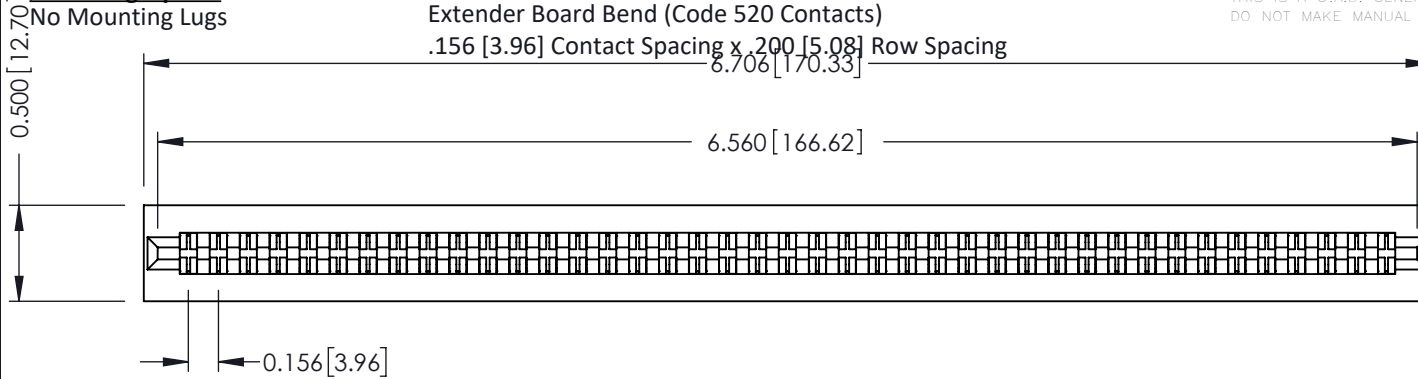 No Mounting Lugs
Extender Board Bend (Code 520 Contacts)
DO NOT MAKE MANUAL
.156 [3.96] Contact Spacing x .200 [5.08] Row Spacing
6.706[170.33]
0.500[12.70]
6.560[166.62]
0.156[3.96]